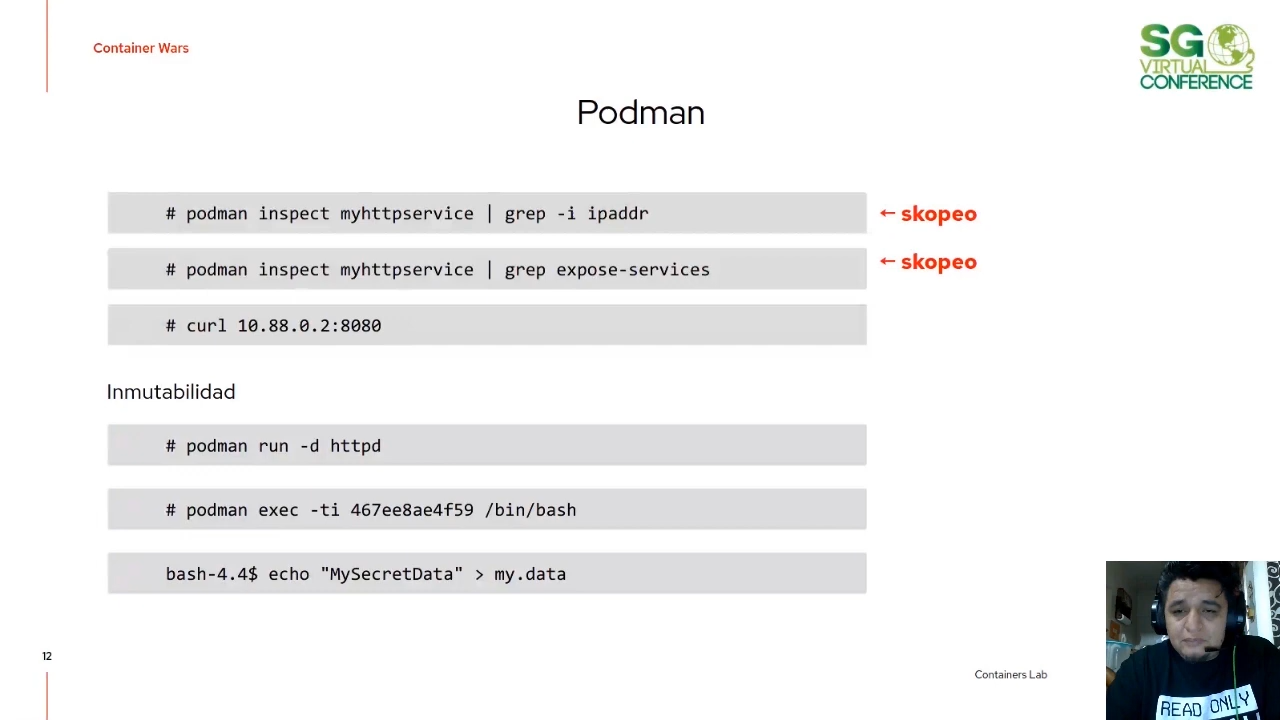 Container Wars
SG
VIRTUAL
CONFERENCE
Podman
# podman inspect myhttpservice | grep -i ipaddr
← skopeo
# podman inspect myhttpservice | grep expose-services
← skopeo
# curl 10.88.0.2:8080
Inmutabilidad
# podman run -d httpd
# podman exec -ti 467ee8ae4f59 /bin/bash
bash-4.4$ echo "MySecretData" > my.data
12
Containers Lab
READ ONLY